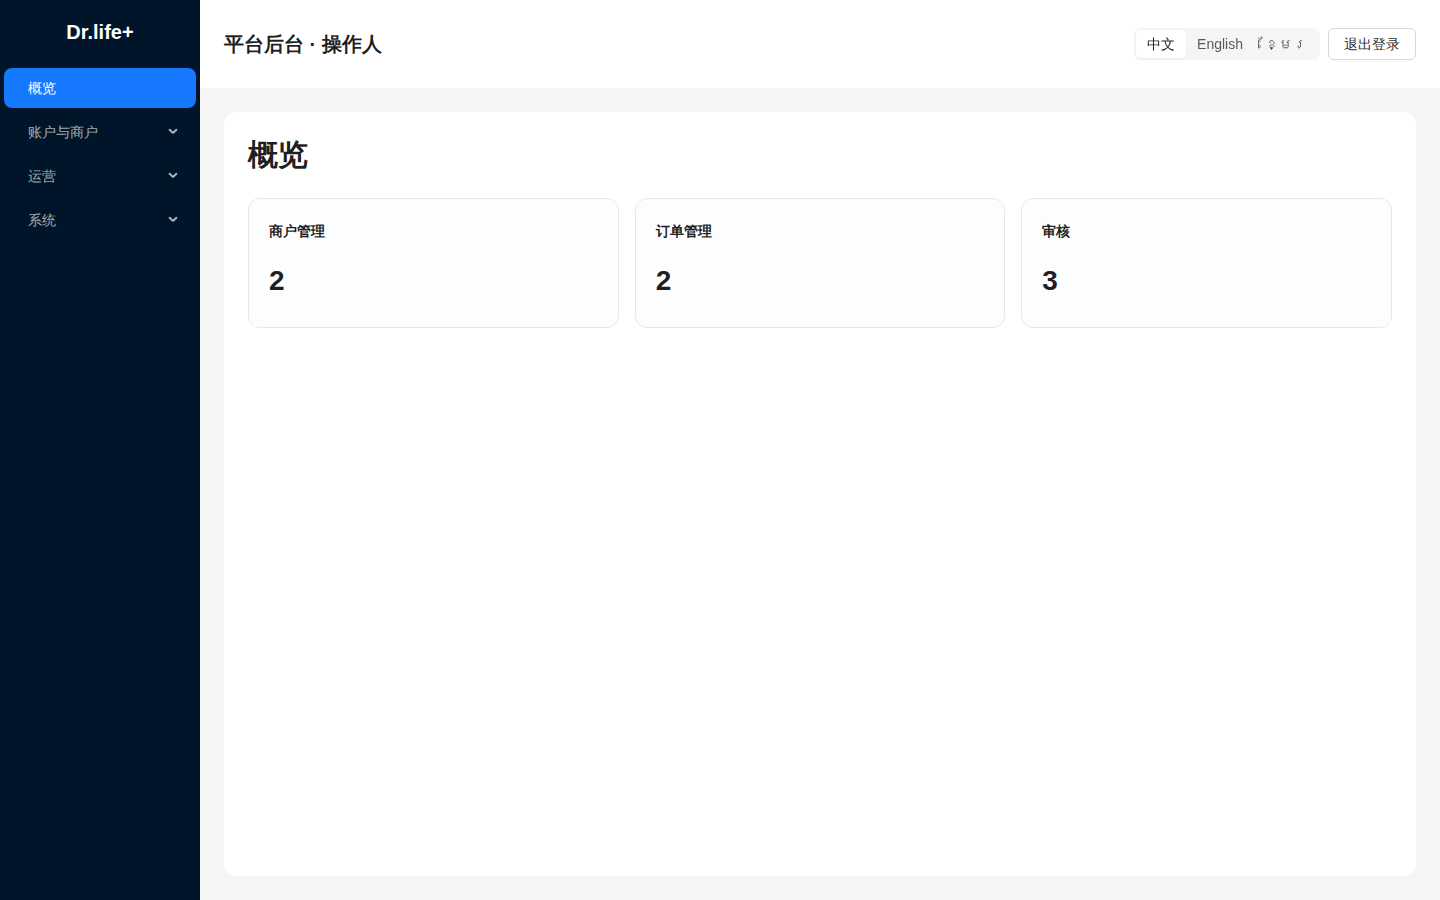 Dr.life+
概览
账户与商户
运营
系统
平台后台 · 操作人
中文 English ខ្មែរ
退出登录
概览
商户管理
2
订单管理
2
审核
3